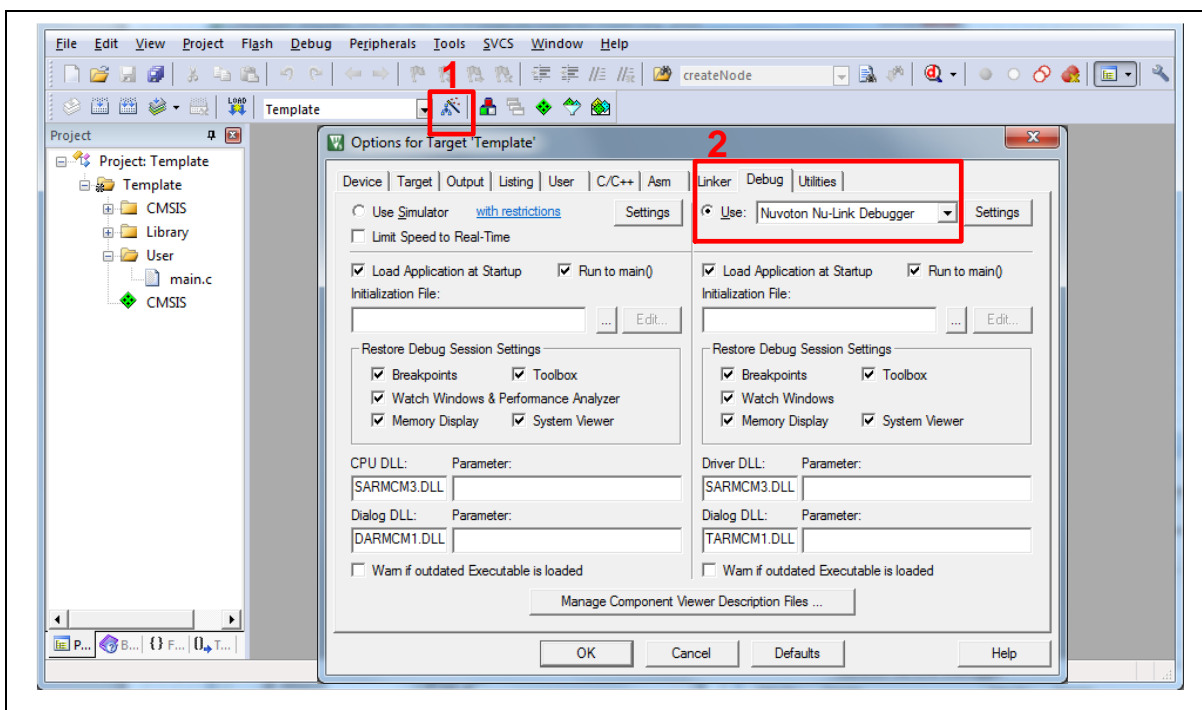 File Edit View Project Flash Debug Peripherals Tools SVCS Window Help
1
createNode
LOAD
Template
Project
Project: Template
Template
CMSIS
Library
User
main.c
CMSIS
P... B... {} F... 0 T...
Options for Target 'Template'
2
Device Target Output Listing User C/C++ Asm Linker Debug Utilities
Use Simulator with restrictions Settings
Use: Nuvoton Nu-Link Debugger Settings
Limit Speed to Real-Time
Load Application at Startup Run to main()
Load Application at Startup Run to main()
Initialization File:
Initialization File:
... Edit...
... Edit...
Restore Debug Session Settings
Breakpoints Toolbox
Watch Windows & Performance Analyzer
Memory Display System Viewer
Restore Debug Session Settings
Breakpoints Toolbox
Watch Windows
Memory Display System Viewer
CPU DLL: Parameter:
SARMCM3.DLL
Dialog DLL: Parameter:
DARMCM1.DLL
Driver DLL: Parameter:
SARMCM3.DLL
Dialog DLL: Parameter:
TARMCM1.DLL
Warn if outdated Executable is loaded
Warn if outdated Executable is loaded
Manage Component Viewer Description Files ...
OK Cancel Defaults Help